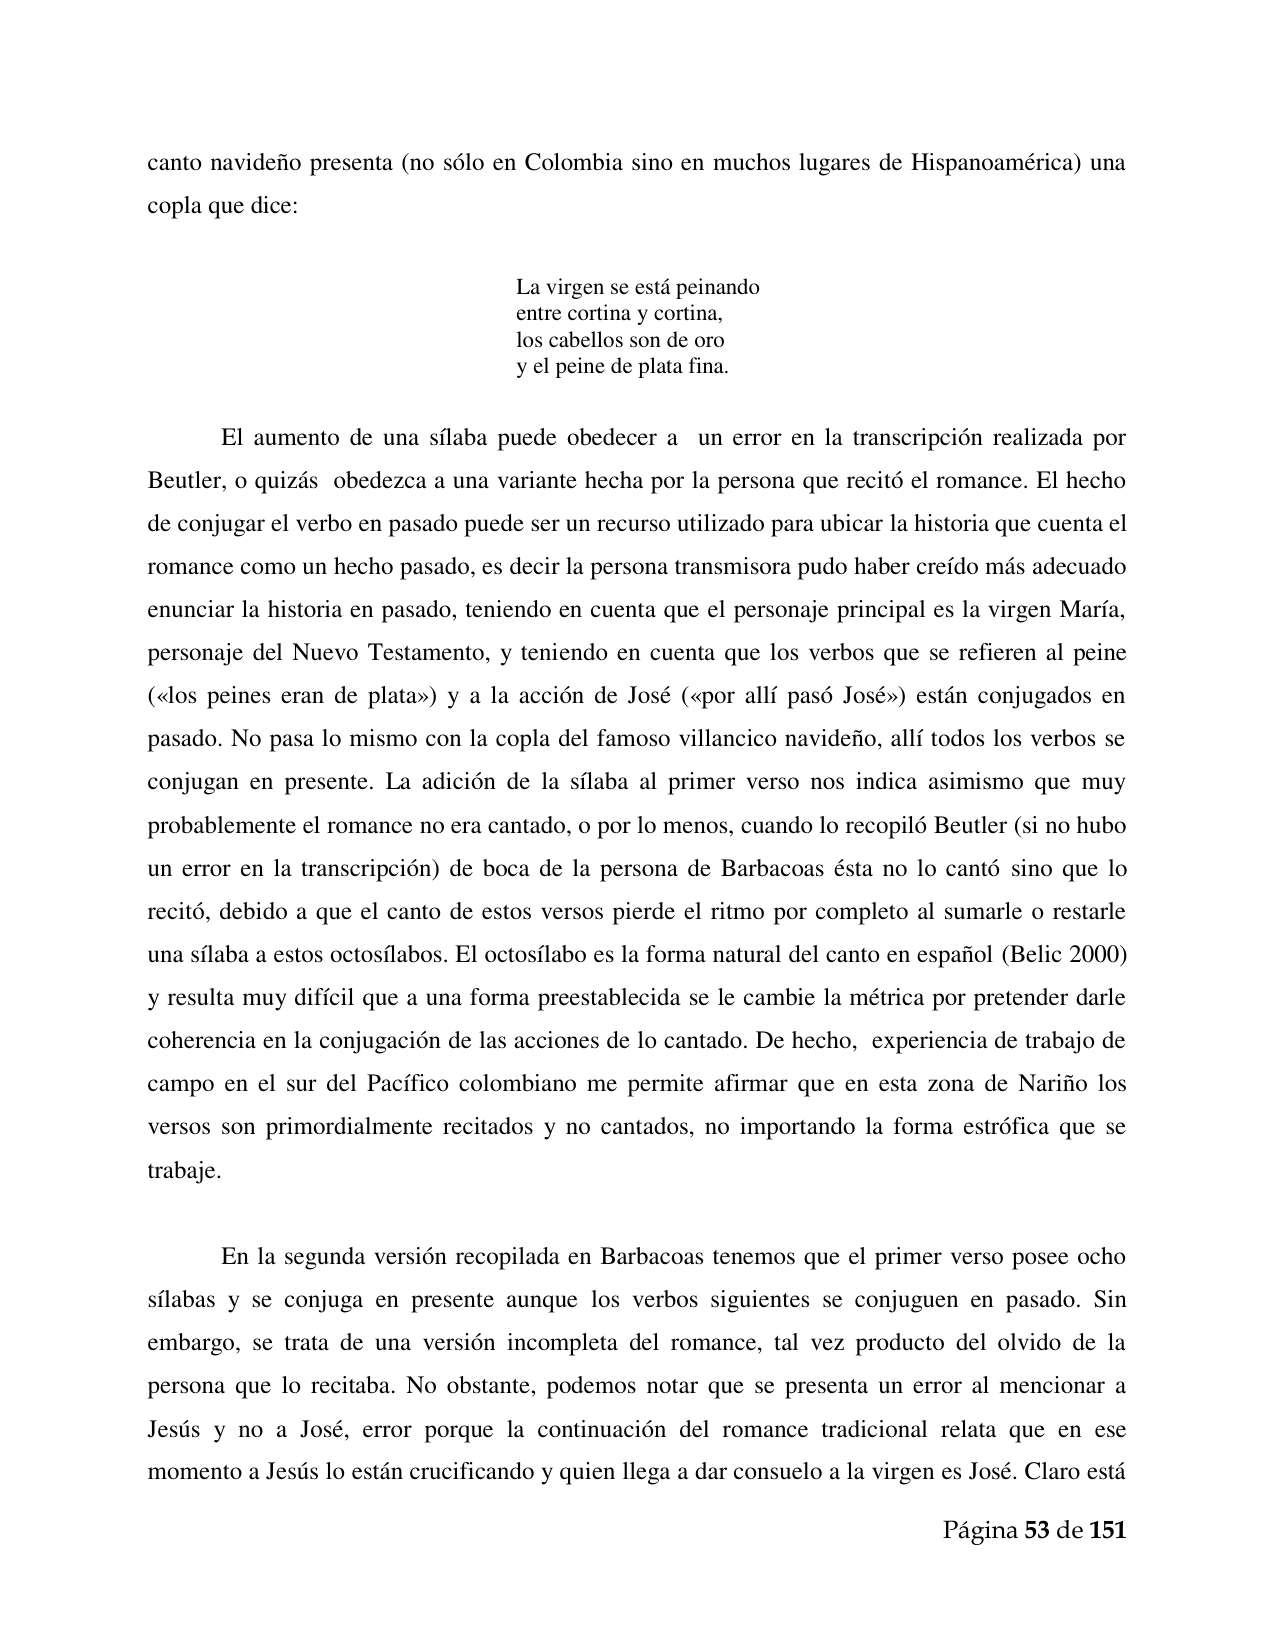 canto navideño presenta (no sólo en Colombia sino en muchos lugares de Hispanoamérica) una
copla que dice:
La virgen se está peinando
entre cortina y cortina,
los cabellos son de oro
y el peine de plata fina.
El aumento de una sílaba puede obedecer a un error en la transcripción realizada por
Beutler, o quizás obedezca a una variante hecha por la persona que recitó el romance. El hecho
de conjugar el verbo en pasado puede ser un recurso utilizado para ubicar la historia que cuenta el
romance como un hecho pasado, es decir la persona transmisora pudo haber creído más adecuado
enunciar la historia en pasado, teniendo en cuenta que el personaje principal es la virgen María,
personaje del Nuevo Testamento, y teniendo en cuenta que los verbos que se refieren al peine
(«los peines eran de plata») y a la acción de José («por allí pasó José») están conjugados en
pasado. No pasa lo mismo con la copla del famoso villancico navideño, allí todos los verbos se
conjugan en presente. La adición de la sílaba al primer verso nos indica asimismo que muy
probablemente el romance no era cantado, o por lo menos, cuando lo recopiló Beutler (si no hubo
un error en la transcripción) de boca de la persona de Barbacoas ésta no lo cantó sino que lo
recitó, debido a que el canto de estos versos pierde el ritmo por completo al sumarle o restarle
una sílaba a estos octosílabos. El octosílabo es la forma natural del canto en español (Belic 2000)
y resulta muy difícil que a una forma preestablecida se le cambie la métrica por pretender darle
coherencia en la conjugación de las acciones de lo cantado. De hecho, experiencia de trabajo de
campo en el sur del Pacífico colombiano me permite afirmar que en esta zona de Nariño los
versos son primordialmente recitados y no cantados, no importando la forma estrófica que se
trabaje.
En la segunda versión recopilada en Barbacoas tenemos que el primer verso posee ocho
sílabas y se conjuga en presente aunque los verbos siguientes se conjuguen en pasado. Sin
embargo, se trata de una versión incompleta del romance, tal vez producto del olvido de la
persona que lo recitaba. No obstante, podemos notar que se presenta un error al mencionar a
Jesús y no a José, error porque la continuación del romance tradicional relata que en ese
momento a Jesús lo están crucificando y quien llega a dar consuelo a la virgen es José. Claro está
Página 53 de 151